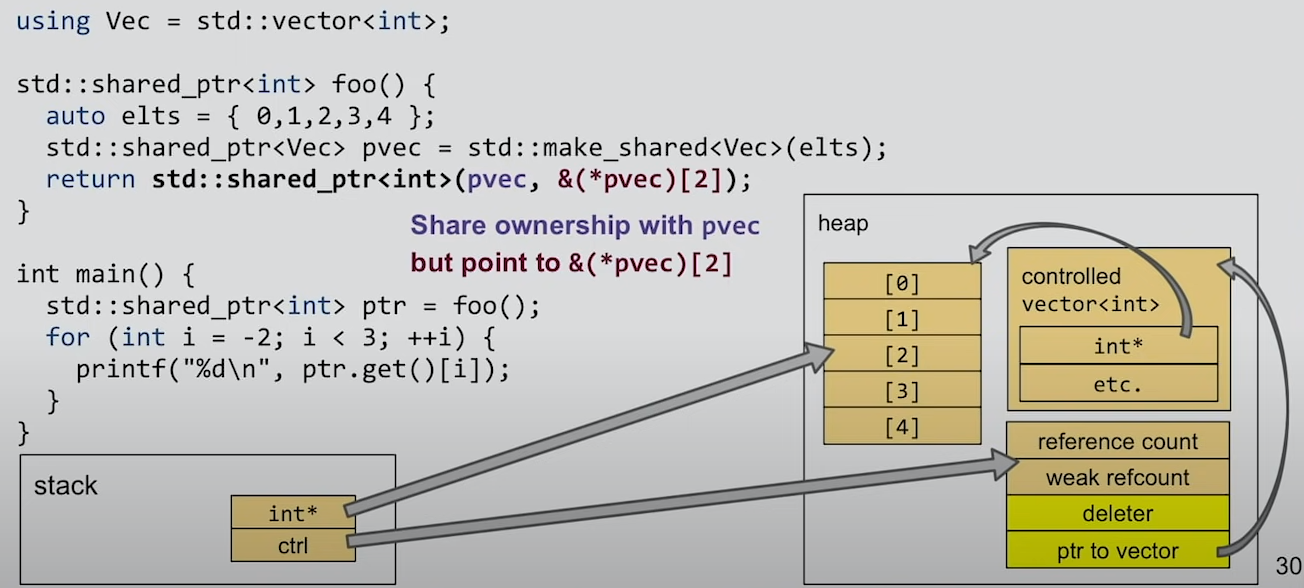 using Vec = std::vector<int>;
std::shared_ptr<int> foo() {
auto elts = { 0,1,2,3,4 };
std::shared_ptr<Vec> pvec = std::make_shared<Vec>(elts);
return std::shared_ptr<int>(pvec, &(*pvec)[2]);
}
Share ownership with pvec
but point to &(*pvec)[2]
int main() {
std::shared_ptr<int> ptr = foo();
for (int i = -2; i < 3; ++i) {
printf("%d\n", ptr.get()[i]);
}
}
stack
int*
ctrl
heap
[0]
[1]
[2]
[3]
[4]
controlled
vector<int>
int*
etc.
reference count
weak refcount
deleter
ptr to vector
30